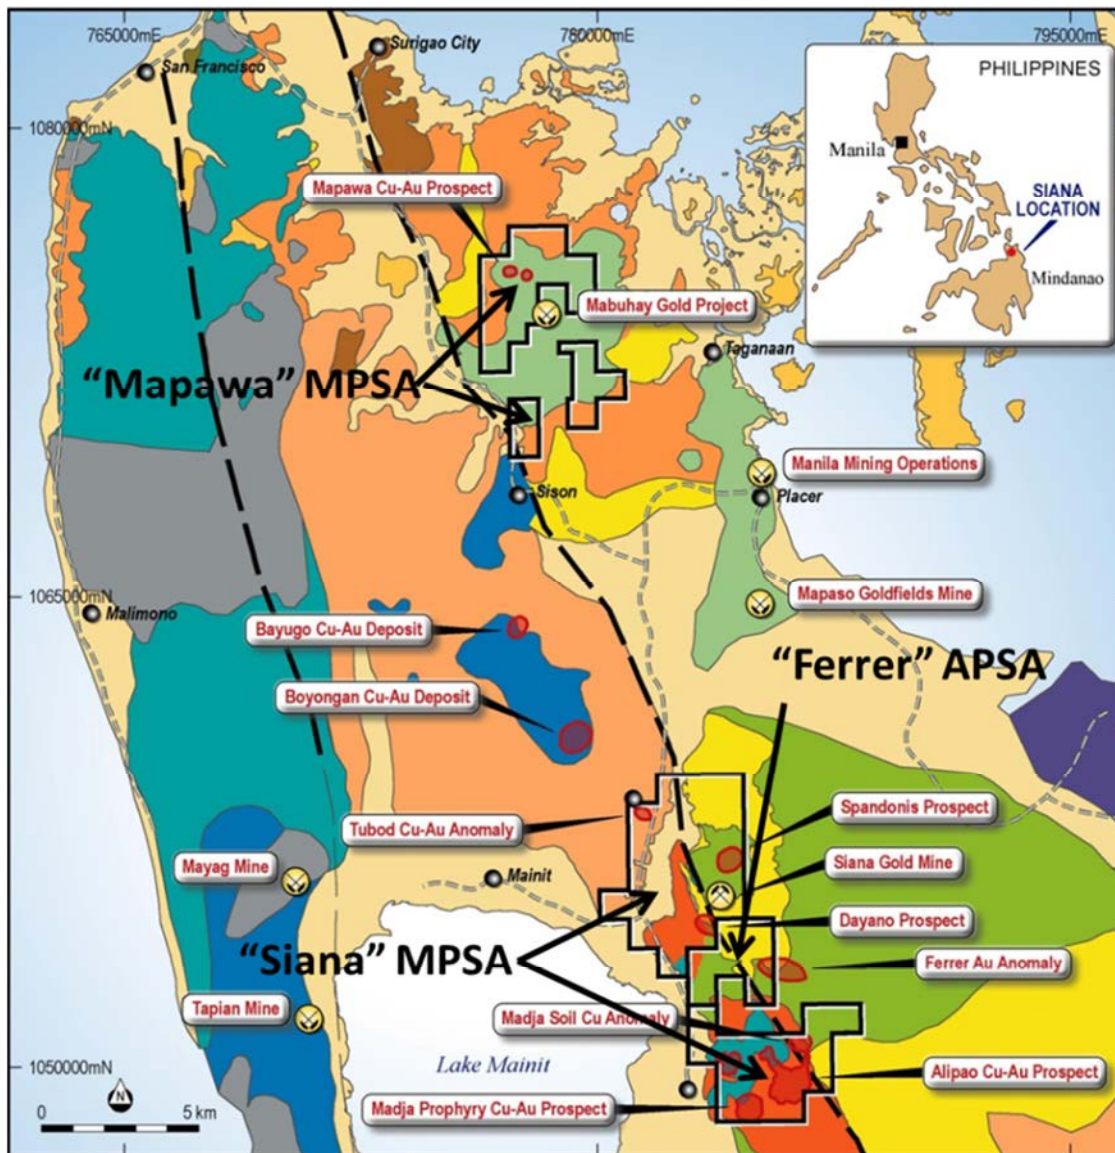 765000mE
780000mE
795000mE
Surigao City
San Francisco
PHILIPPINES
Manila
SIANA
LOCATION
Mindanao
1080000mN
Mapawa Cu-Au Prospect
Mabuhay Gold Project
Taganaan
“Mapawa” MPSA
Manila Mining Operations
Sison
Placer
1065000mN
Malimono
Mapaso Goldfields Mine
Bayugo Cu-Au Deposit
“Ferrer” APSA
Boyongan Cu-Au Deposit
Tubod Cu-Au Anomaly
Spandonis Prospect
Mayag Mine
Mainit
Siana Gold Mine
Dayano Prospect
“Siana” MPSA
Ferrer Au Anomaly
Tapian Mine
Madja Soil Cu Anomaly
1050000mN
Lake Mainit
Alipao Cu-Au Prospect
N
0 5 km
Madja Prophyry Cu-Au Prospect